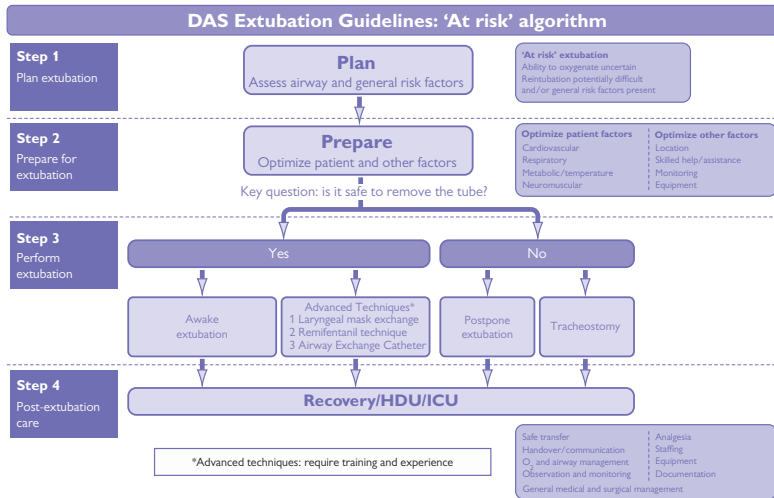 DAS Extubation Guidelines: ‘At risk’ algorithm
Step 1
Plan extubation
Plan
Assess airway and general risk factors
‘At risk’ extubation
Ability to oxygenate uncertain
Reintubation potentially difficult
and/or general risk factors present
Step 2
Prepare for
extubation
Prepare
Optimize patient and other factors
Key question: is it safe to remove the tube?
Optimize patient factors
Cardiovascular
Respiratory
Metabolic/temperature
Neuromuscular
Optimize other factors
Location
Skilled help/assistance
Monitoring
Equipment
Step 3
Perform
extubation
Yes
No
Awake
extubation
Advanced Techniques*
1 Laryngeal mask exchange
2 Remifentanil technique
3 Airway Exchange Catheter
Postpone
extubation
Tracheostomy
Step 4
Post-extubation
care
Recovery/HDU/ICU
*Advanced techniques: require training and experience
Safe transfer
Handover/communication
O2 and airway management
Observation and monitoring
Analgesia
Staffing
Equipment
Documentation
General medical and surgical management